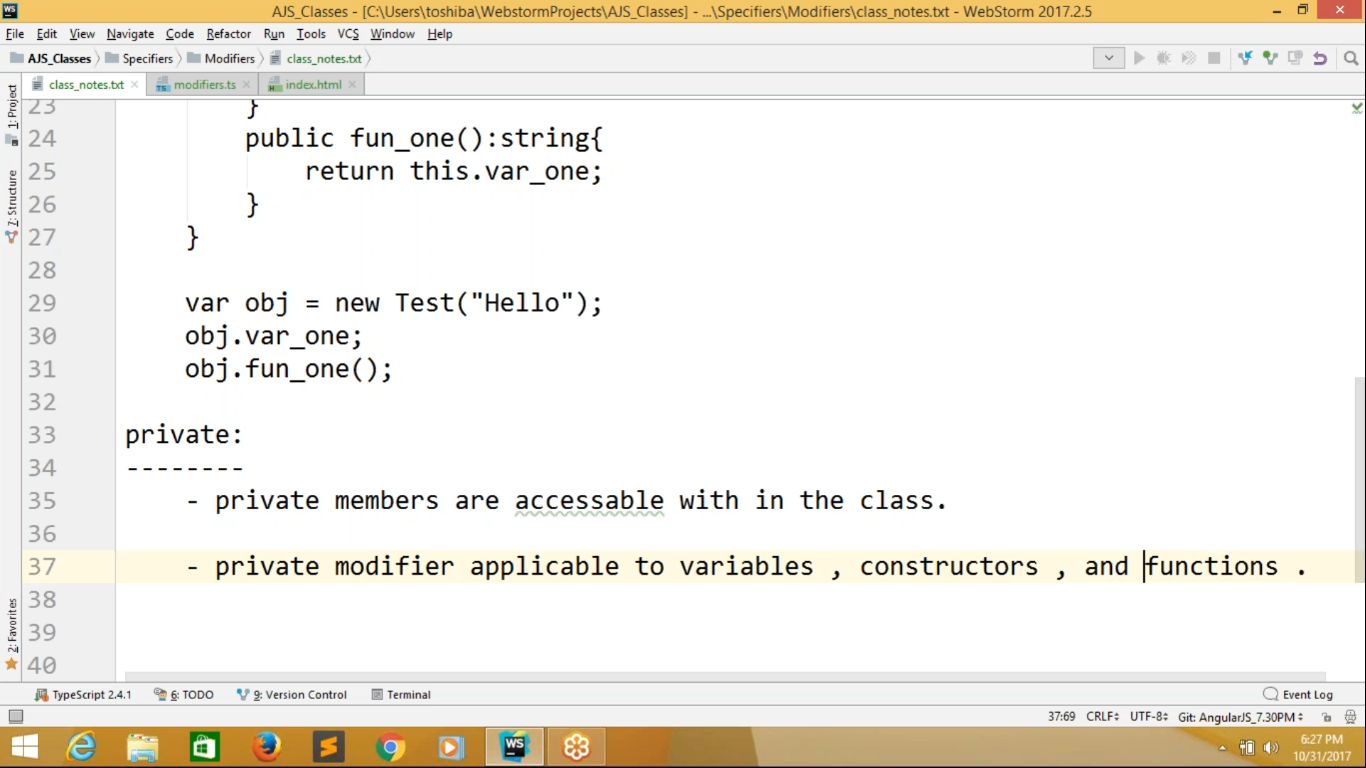 WS AJS_Classes - [C:\Users\toshiba\WebstormProjects\AJS_Classes] - ...\Specifiers\Modifiers\class_notes.txt - WebStorm 2017.2.5
File Edit View Navigate Code Refactor Run Tools VCS Window Help
AJS_Classes Specifiers Modifiers class_notes.txt
class_notes.txt modifiers.ts index.html
1: Project
7: Structure
2: Favorites
23 }
24 public fun_one():string{
25 return this.var_one;
26 }
27 }
28
29 var obj = new Test("Hello");
30 obj.var_one;
31 obj.fun_one();
32
33 private:
34 --------
35 - private members are accessable with in the class.
36
37 - private modifier applicable to variables , constructors , and functions .
38
39
40
TypeScript 2.4.1 6: TODO 9: Version Control Terminal Event Log
37:69 CRLF UTF-8 Git: AngularJS_7.30PM
WS
6:27 PM
10/31/2017